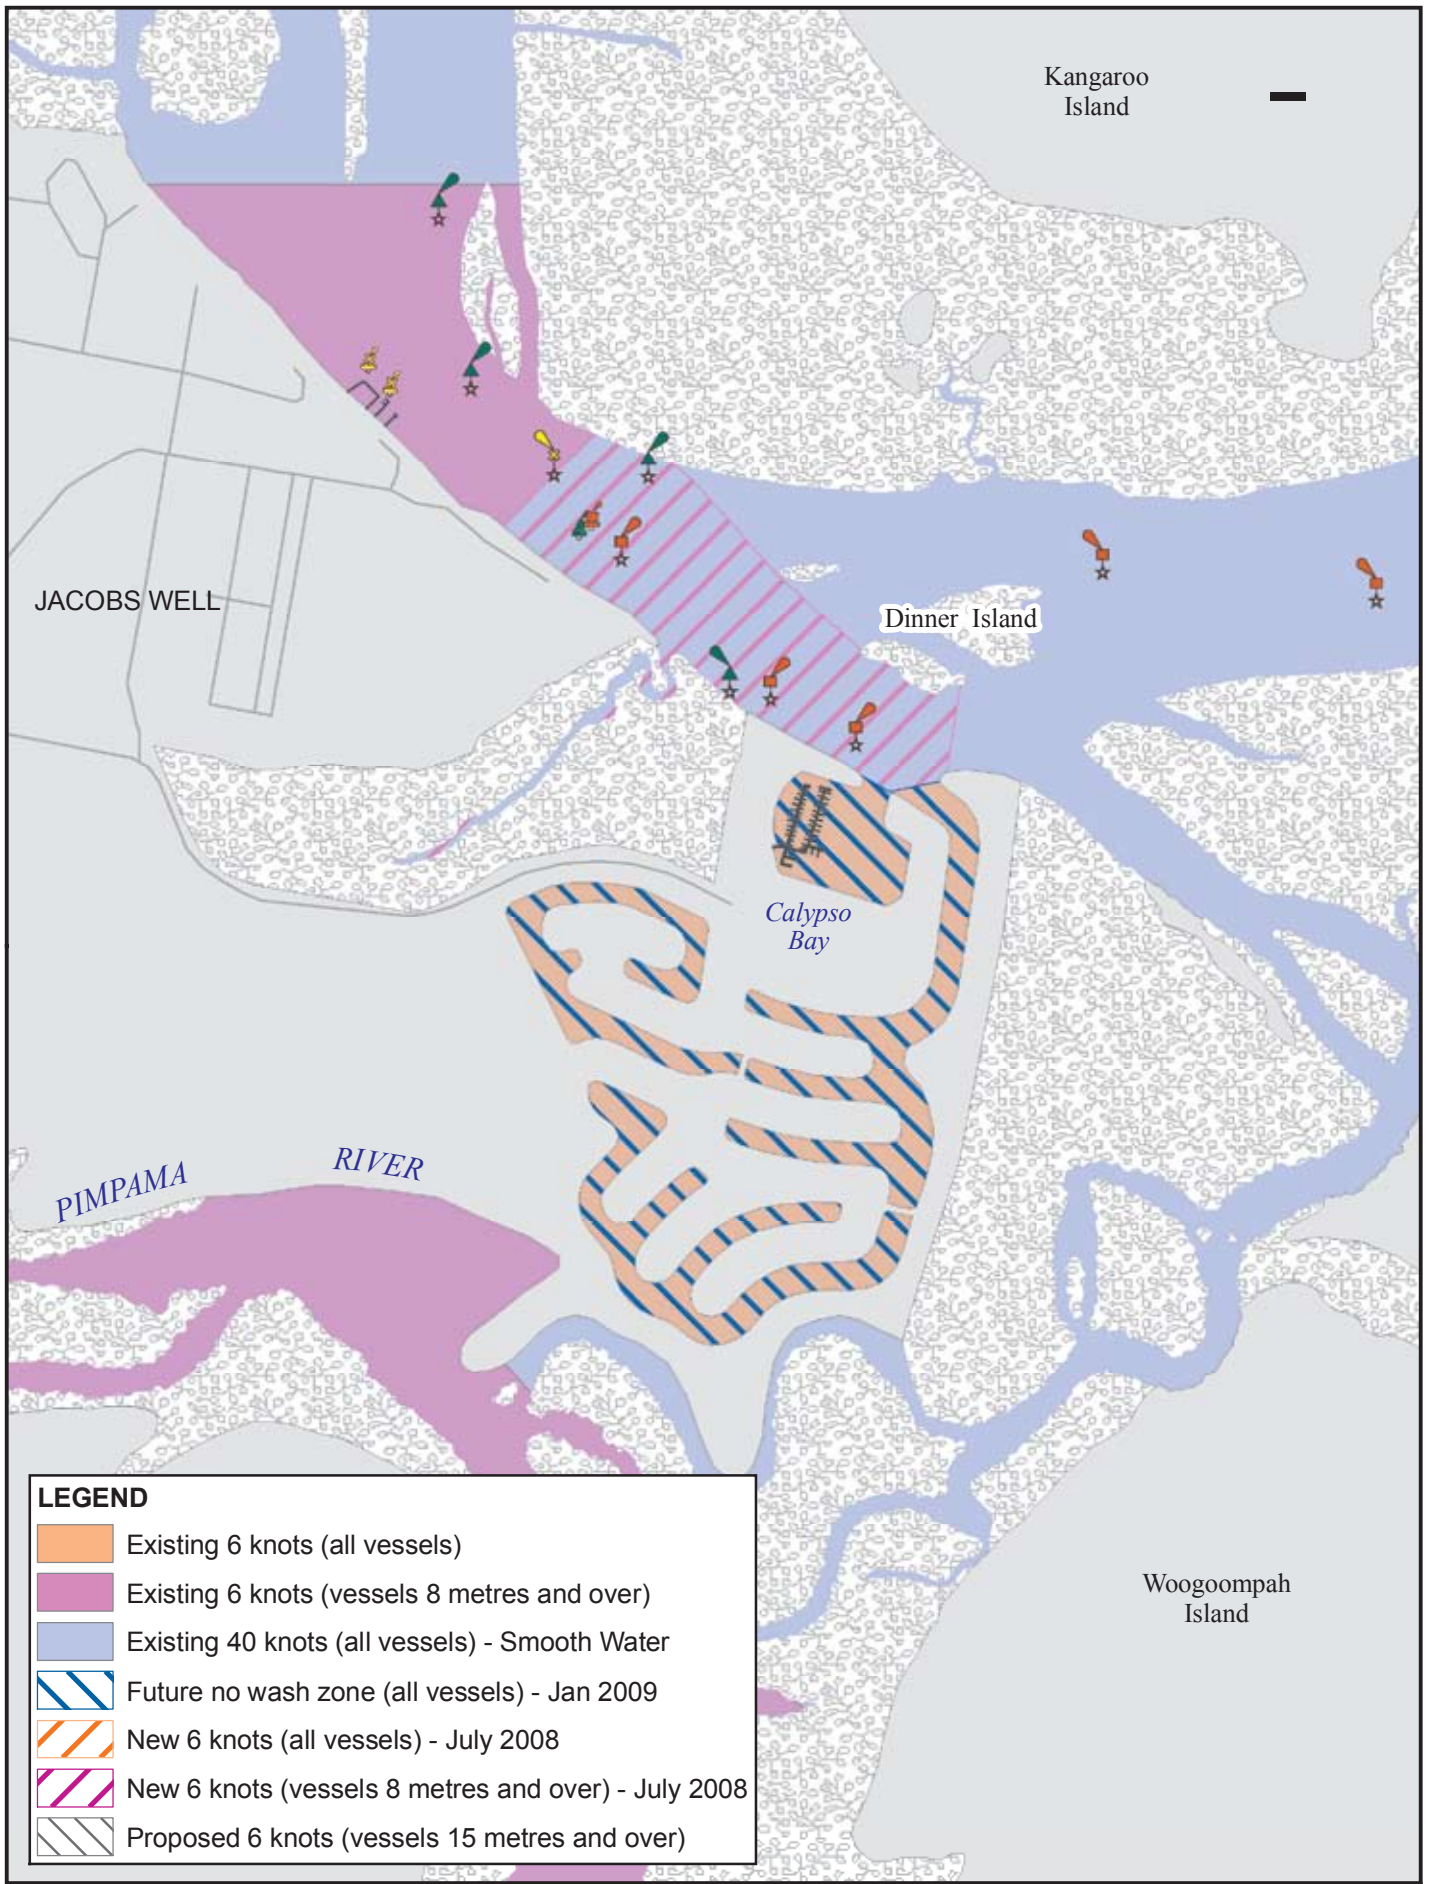 Kangaroo
Island
JACOBS WELL
Dinner Island
Calypso
Bay
PIMPAMA RIVER
Woogoompah
Island
LEGEND
Existing 6 knots (all vessels)
Existing 6 knots (vessels 8 metres and over)
Existing 40 knots (all vessels) - Smooth Water
Future no wash zone (all vessels) - Jan 2009
New 6 knots (all vessels) - July 2008
New 6 knots (vessels 8 metres and over) - July 2008
Proposed 6 knots (vessels 15 metres and over)